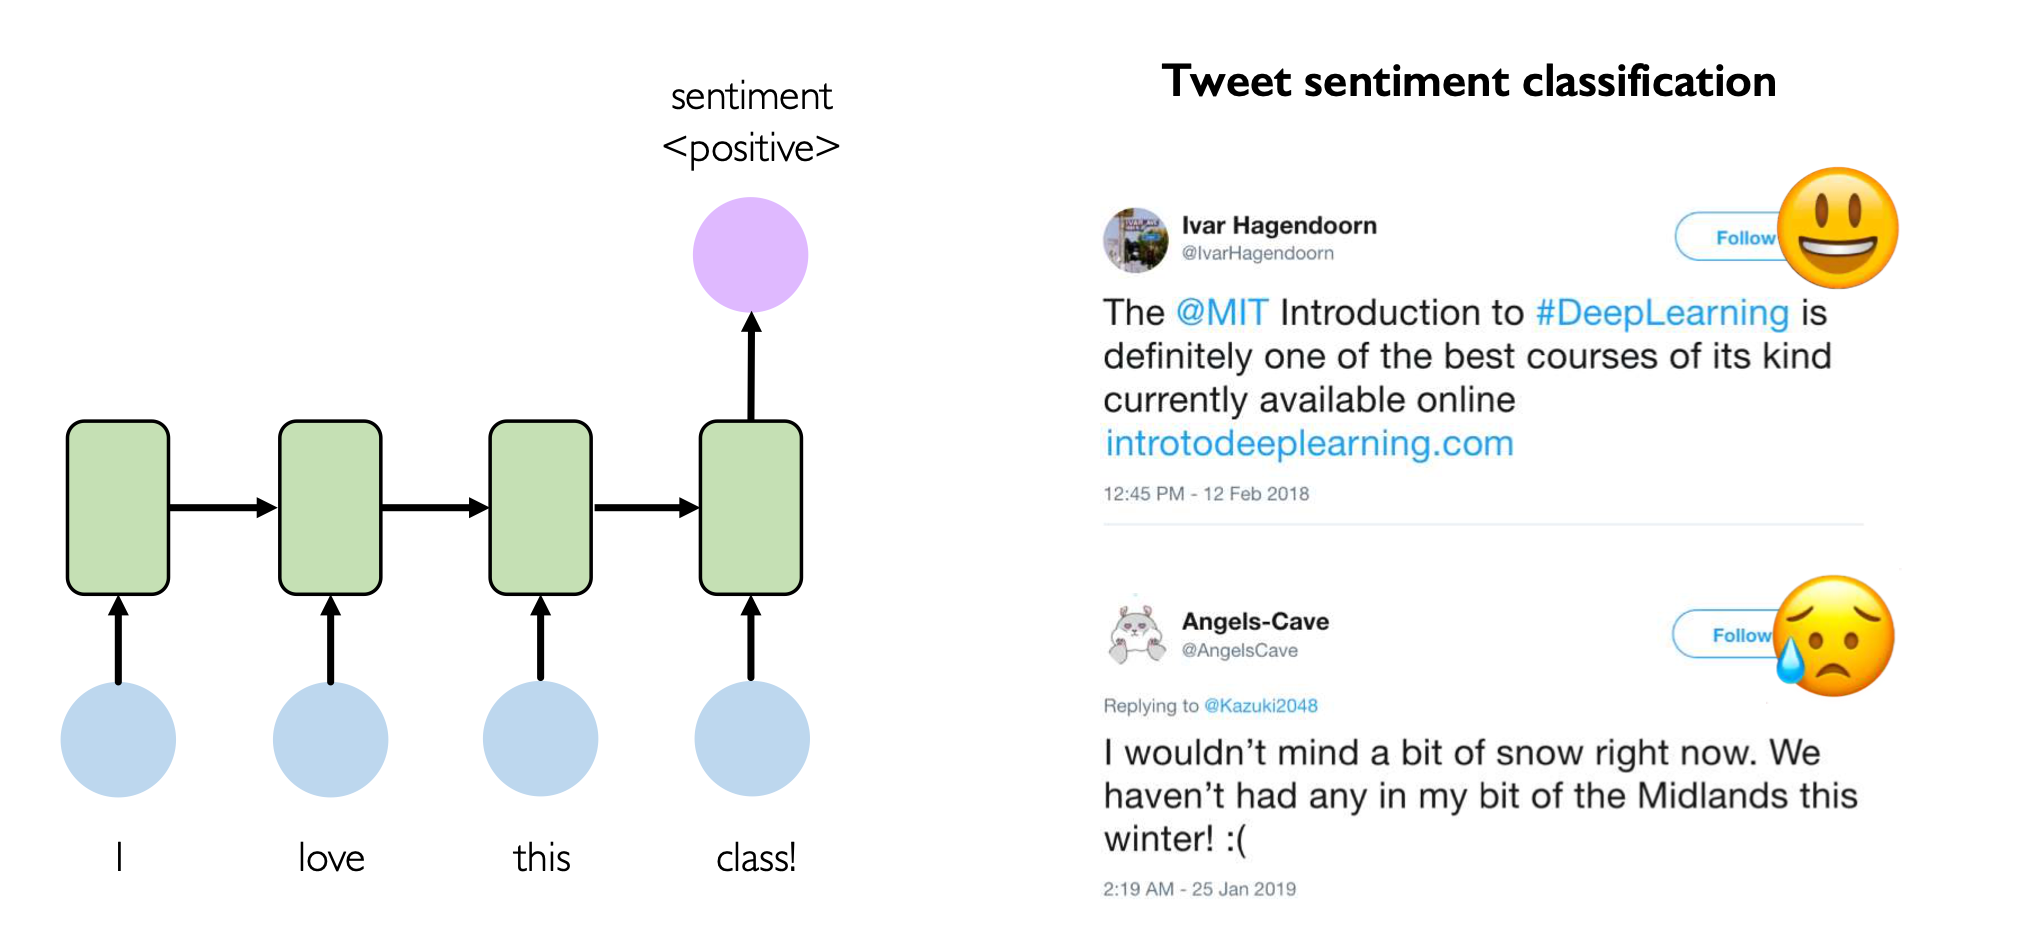 sentiment
<positive>
I
love
this
class!
Tweet sentiment classification
Ivar Hagendoorn
@IvarHagendoorn
Follow
The @MIT Introduction to #DeepLearning is
definitely one of the best courses of its kind
currently available online
introtodeeplearning.com
12:45 PM - 12 Feb 2018
Angels-Cave
@AngelsCave
Follow
Replying to @Kazuki2048
I wouldn’t mind a bit of snow right now. We
haven’t had any in my bit of the Midlands this
winter! :(
2:19 AM - 25 Jan 2019